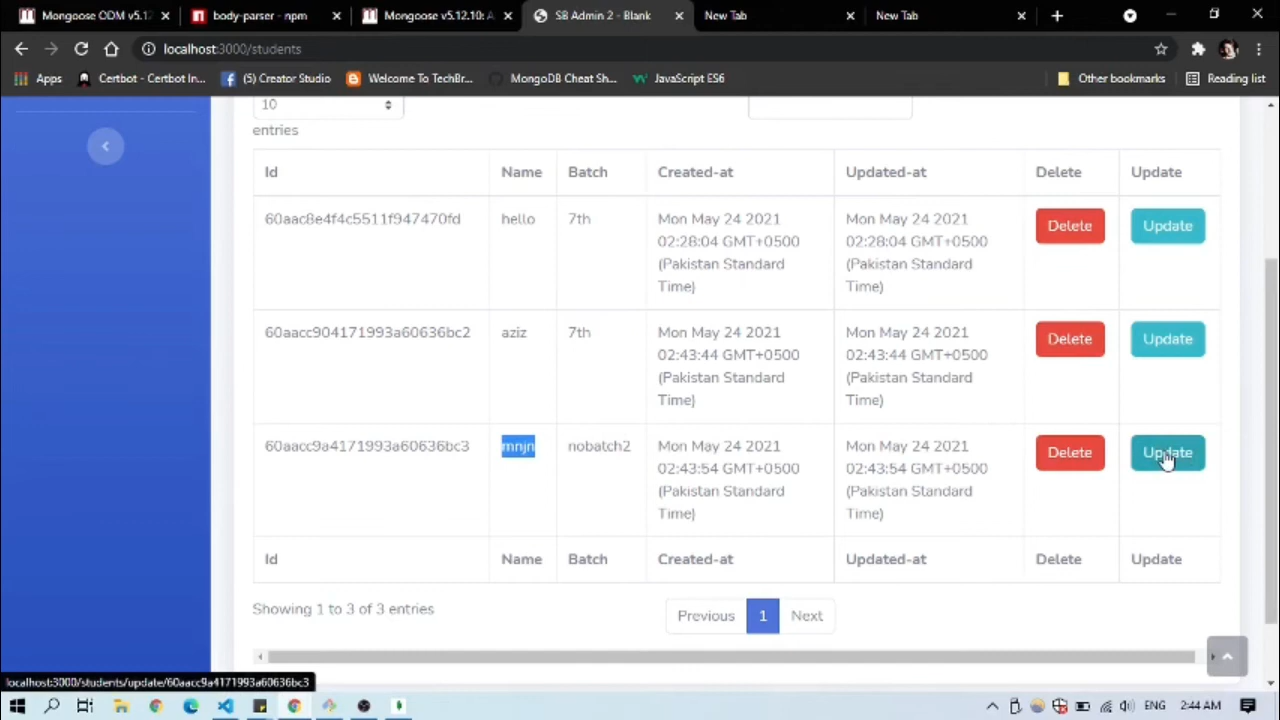 Mongoose ODM v5.12
body-parser - npm
Mongoose v5.12.10: A
SB Admin 2 - Blank
New Tab
New Tab
localhost:3000/students
Apps
Certbot - Certbot In...
(5) Creator Studio
Welcome To TechBr...
MongoDB Cheat Sh...
JavaScript ES6
Other bookmarks
Reading list
10
entries
Id Name Batch Created-at Updated-at Delete Update
60aac8e4f4c5511f947470fd hello 7th Mon May 24 2021 Mon May 24 2021 Delete Update
02:28:04 GMT+0500 02:28:04 GMT+0500
(Pakistan Standard (Pakistan Standard
Time) Time)
60aacc904171993a60636bc2 aziz 7th Mon May 24 2021 Mon May 24 2021 Delete Update
02:43:44 GMT+0500 02:43:44 GMT+0500
(Pakistan Standard (Pakistan Standard
Time) Time)
60aacc9a4171993a60636bc3 mnjn nobatch2 Mon May 24 2021 Mon May 24 2021 Delete Update
02:43:54 GMT+0500 02:43:54 GMT+0500
(Pakistan Standard (Pakistan Standard
Time) Time)
Id Name Batch Created-at Updated-at Delete Update
Showing 1 to 3 of 3 entries
Previous 1 Next
localhost:3000/students/update/60aacc9a4171993a60636bc3
ENG 2:44 AM